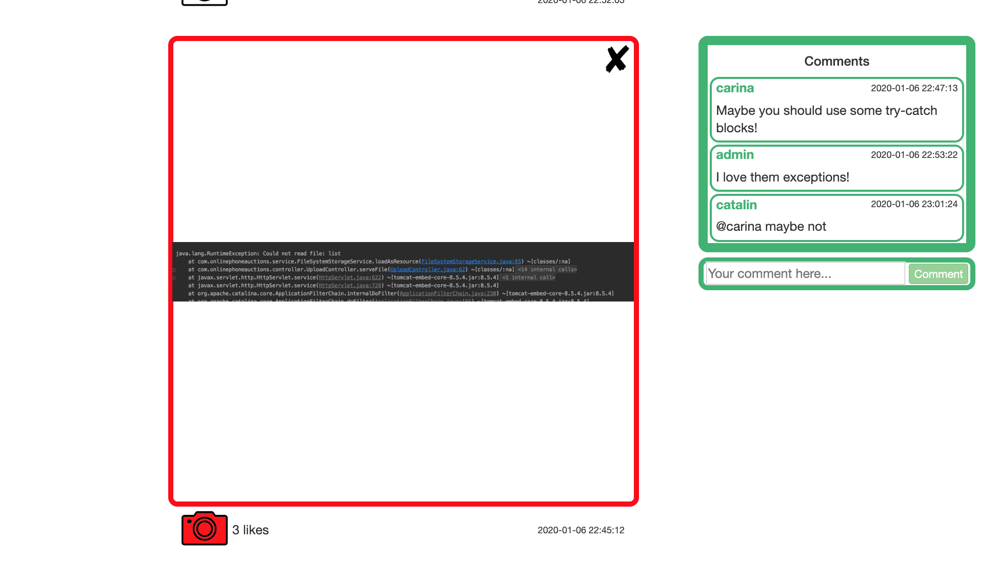 2020-01-06 22:52:03
java.lang.RuntimeException: Could not read file: list
at com.onlinephoneauctions.service.FileSystemStorageService.loadAsResource(FileSystemStorageService.java:65) ~[classes/:na]
at com.onlinephoneauctions.controller.UploadController.serveFile(UploadController.java:62) ~[classes/:na] <14 internal calls>
at javax.servlet.http.HttpServlet.service(HttpServlet.java:622) ~[tomcat-embed-core-8.5.4.jar:8.5.4] <1 internal call>
at javax.servlet.http.HttpServlet.service(HttpServlet.java:729) ~[tomcat-embed-core-8.5.4.jar:8.5.4]
at org.apache.catalina.core.ApplicationFilterChain.internalDoFilter(ApplicationFilterChain.java:230) ~[tomcat-embed-core-8.5.4.jar:8.5.4]
at org.apache.catalina.core.ApplicationFilterChain.doFilter(ApplicationFilterChain.java:165) ~[tomcat-embed-core-8.5.4.jar:8.5.4]
3 likes
2020-01-06 22:45:12
Comments
carina 2020-01-06 22:47:13
Maybe you should use some try-catch
blocks!
admin 2020-01-06 22:53:22
I love them exceptions!
catalin 2020-01-06 23:01:24
@carina maybe not
Your comment here... Comment